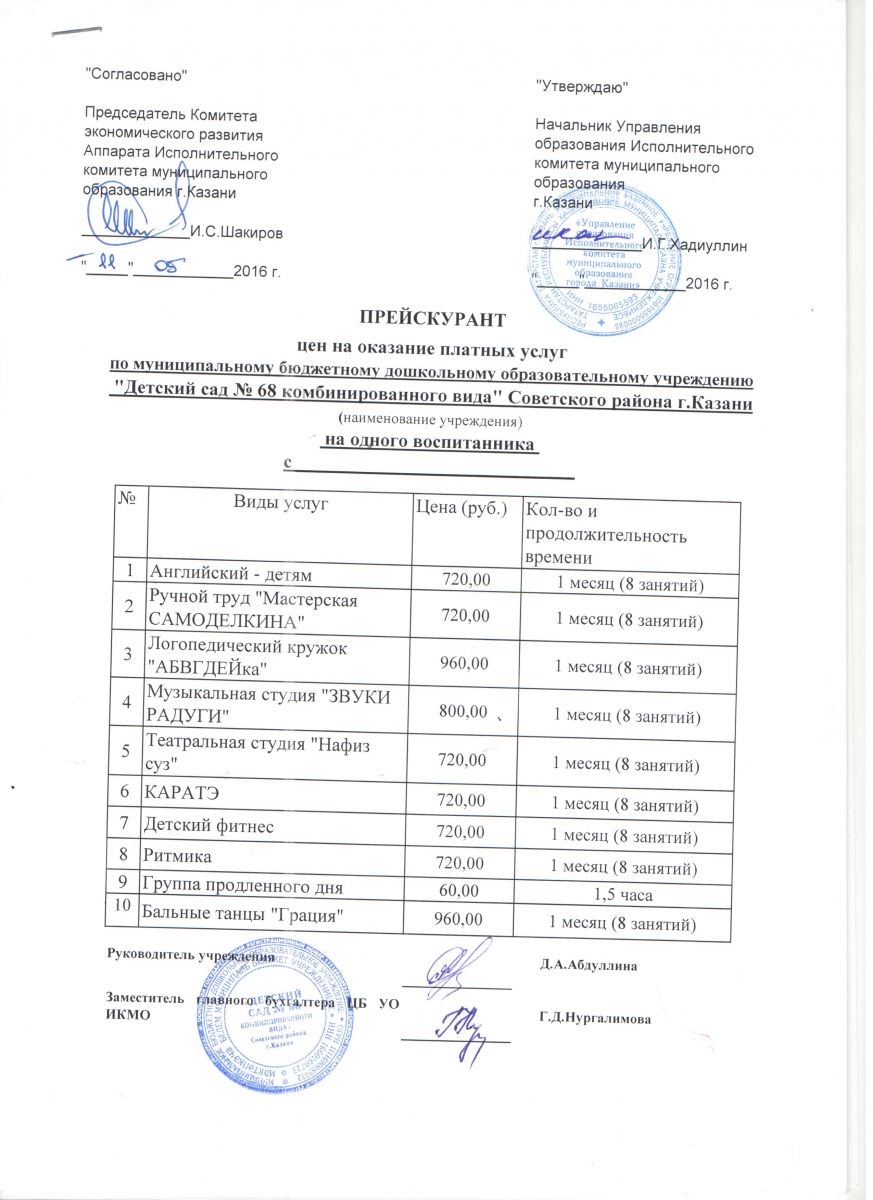 "Согласовано"
Председатель Комитета
экономического развития
Аппарата Исполнительного
комитета муниципального
образования г.Казани
И.С.Шакиров
"11" 05 2016 г.
"Утверждаю"
Начальник Управления
образования Исполнительного
комитета муниципального
образования
г.Казани
И.Г.Хадиуллин
"____"____________2016 г.
«Управление
образования
Исполнительного
комитета
муниципального
образования
города Казани»
ИНН 1655065593
ПРЕЙСКУРАНТ
цен на оказание платных услуг
по муниципальному бюджетному дошкольному образовательному учреждению
"Детский сад № 68 комбинированного вида" Советского района г.Казани
(наименование учреждения)
на одного воспитанника
с
№ Виды услуг Цена (руб.) Кол-во и
продолжительность
времени
1 Английский - детям 720,00 1 месяц (8 занятий)
2 Ручной труд "Мастерская
САМОДЕЛКИНА" 720,00 1 месяц (8 занятий)
3 Логопедический кружок
"АБВГДЕЙка" 960,00 1 месяц (8 занятий)
4 Музыкальная студия "ЗВУКИ
РАДУГИ" 800,00 1 месяц (8 занятий)
5 Театральная студия "Нафиз
суз" 720,00 1 месяц (8 занятий)
6 КАРАТЭ 720,00 1 месяц (8 занятий)
7 Детский фитнес 720,00 1 месяц (8 занятий)
8 Ритмика 720,00 1 месяц (8 занятий)
9 Группа продленного дня 60,00 1,5 часа
10 Бальные танцы "Грация" 960,00 1 месяц (8 занятий)
Руководитель учреждения Д.А.Абдуллина
Заместитель главного бухгалтера ЦБ УО
ИКМО Г.Д.Нургалимова
ДЕТСКИЙ
САД № 68
КОМБИНИРОВАННОГО
ВИДА
Советского района
г.Казани